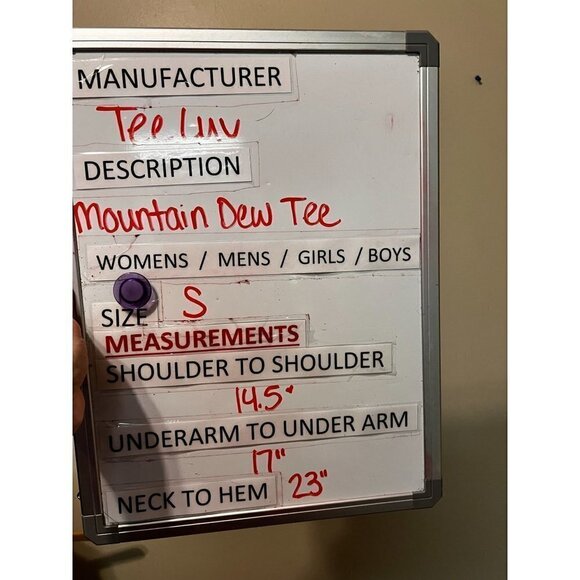 MANUFACTURER
Tee Luv
DESCRIPTION
Mountain Dew Tee
WOMENS / MENS / GIRLS / BOYS
SIZE S
MEASUREMENTS
SHOULDER TO SHOULDER
14.5"
UNDERARM TO UNDER ARM
17"
NECK TO HEM 23"